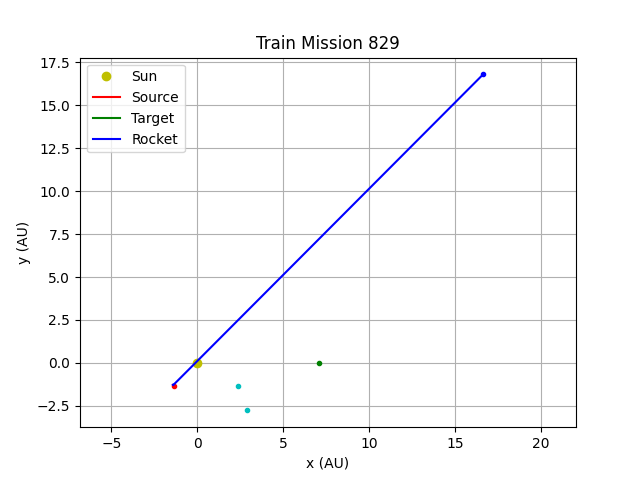 Train Mission 829
17.5
15.0
12.5
10.0
7.5
5.0
2.5
0.0
−2.5
Sun
Source
Target
Rocket
y (AU)
−5 0 5 10 15 20
x (AU)